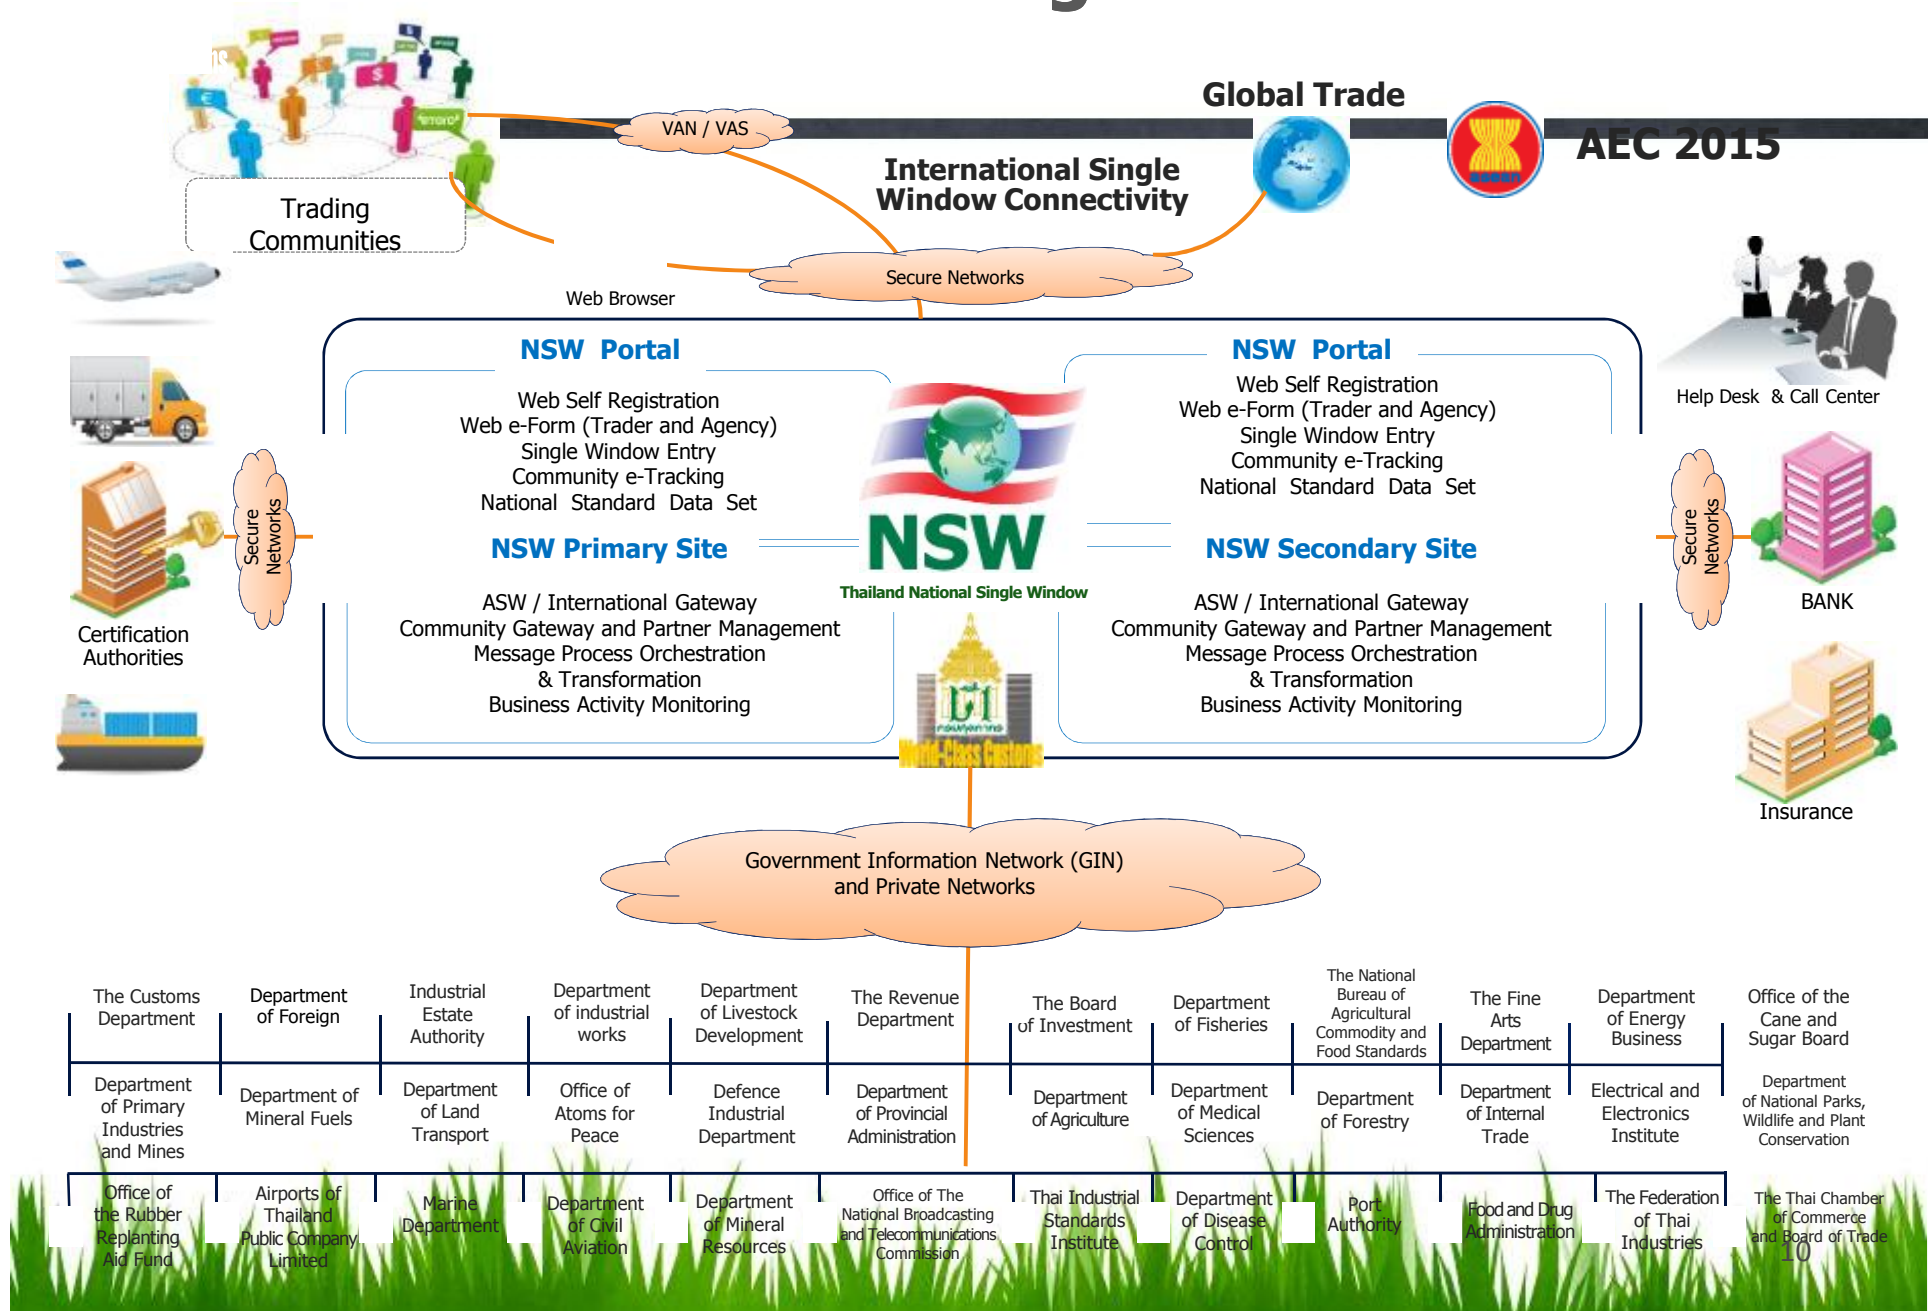 g
Global Trade
AEC 2015
VAN / VAS
International Single
Window Connectivity
Trading
Communities
Secure Networks
Web Browser
asean
NSW Portal
Web Self Registration
Web e-Form (Trader and Agency)
Single Window Entry
Community e-Tracking
National Standard Data Set
NSW Primary Site
ASW / International Gateway
Community Gateway and Partner Management
Message Process Orchestration
& Transformation
Business Activity Monitoring
NSW
Thailand National Single Window
กรมศุลกากร
World-Class Customs
NSW Portal
Web Self Registration
Web e-Form (Trader and Agency)
Single Window Entry
Community e-Tracking
National Standard Data Set
NSW Secondary Site
ASW / International Gateway
Community Gateway and Partner Management
Message Process Orchestration
& Transformation
Business Activity Monitoring
Secure
Networks
Certification
Authorities
Help Desk & Call Center
Secure
Networks
BANK
Insurance
Government Information Network (GIN)
and Private Networks
The Customs
Department
Department
of Foreign
Industrial
Estate
Authority
Department
of industrial
works
Department
of Livestock
Development
The Revenue
Department
The Board
of Investment
Department
of Fisheries
The National
Bureau of
Agricultural
Commodity and
Food Standards
The Fine
Arts
Department
Department
of Energy
Business
Office of the
Cane and
Sugar Board
Department
of Primary
Industries
and Mines
Department of
Mineral Fuels
Department
of Land
Transport
Office of
Atoms for
Peace
Defence
Industrial
Department
Department
of Provincial
Administration
Department
of Agriculture
Department
of Medical
Sciences
Department
of Forestry
Department
of Internal
Trade
Electrical and
Electronics
Institute
Department
of National Parks,
Wildlife and Plant
Conservation
Office of
the Rubber
Replanting
Aid Fund
Airports of
Thailand
Public Company
Limited
Marine
Department
Department
of Civil
Aviation
Department
of Mineral
Resources
Office of The
National Broadcasting
and Telecommunications
Commission
Thai Industrial
Standards
Institute
Department
of Disease
Control
Port
Authority
Food and Drug
Administration
The Federation
of Thai
Industries
The Thai Chamber
of Commerce
and Board of Trade
10